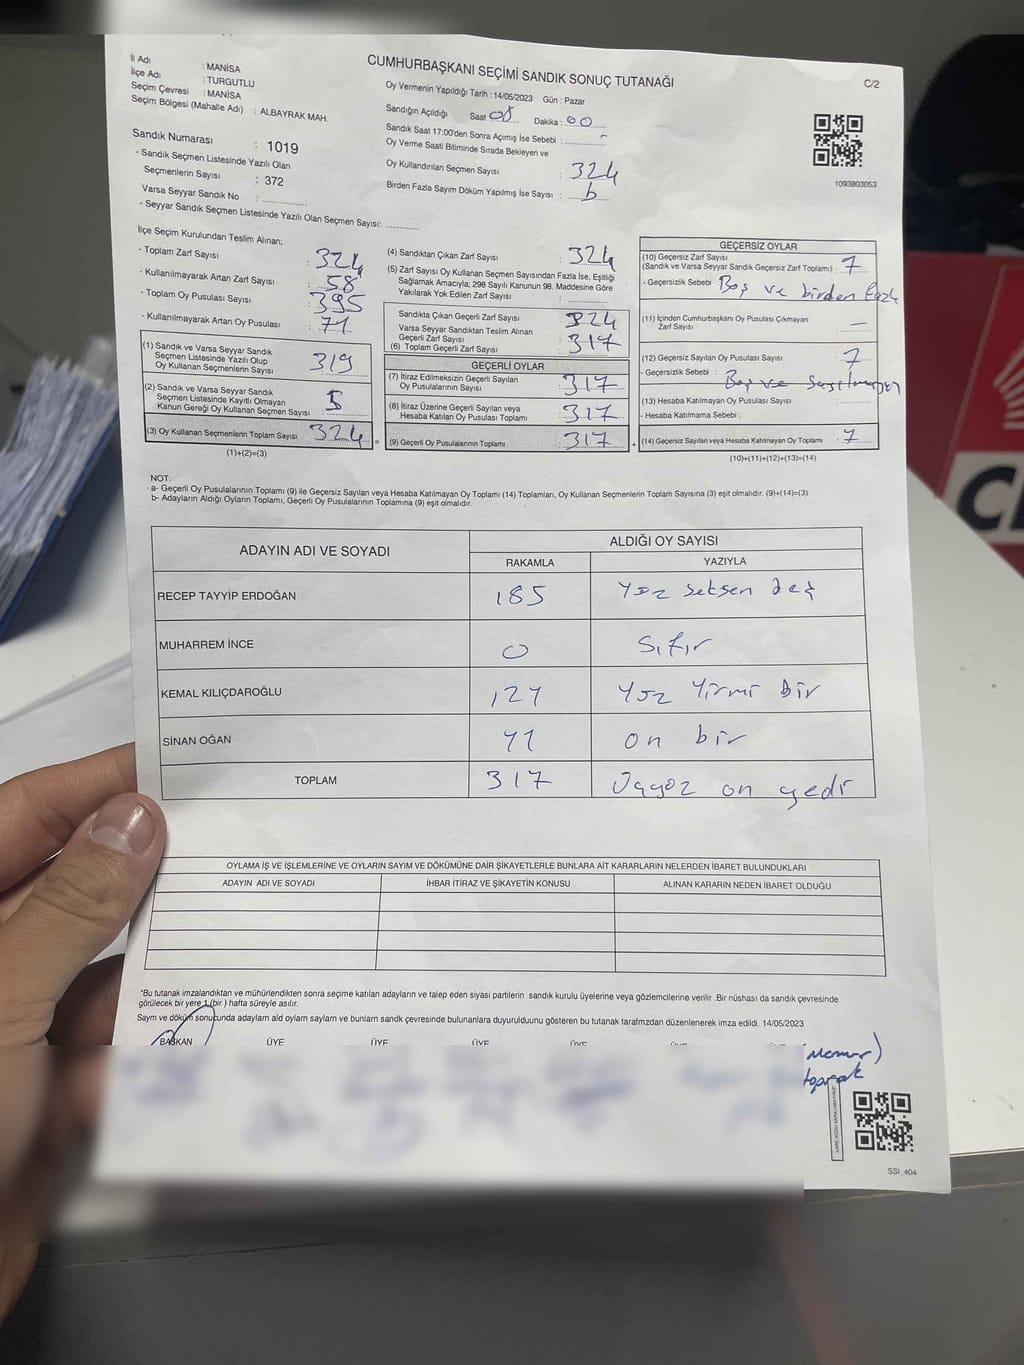 CUMHURBAŞKANI SEÇİMİ SANDIK SONUÇ TUTANAĞI
C/2
İl Adı : MANİSA
İlçe Adı : TURGUTLU
Seçim Çevresi : MANİSA
Seçim Bölgesi (Mahalle Adı) : ALBAYRAK MAH.
Sandık Numarası : 1019
- Sandık Seçmen Listesinde Yazılı Olan
Seçmenlerin Sayısı : 372
Varsa Seyyar Sandık No :
- Seyyar Sandık Seçmen Listesinde Yazılı Olan Seçmen Sayısı:
Oy Vermenin Yapıldığı Tarih : 14/05/2023 Gün : Pazar
Sandığın Açıldığı Saat 08 Dakika : 00
Sandık Saat 17:00'den Sonra Açılmış İse Sebebi : -
Oy Verme Saati Bitiminde Sırada Bekleyen ve
Oy Kullandırılan Seçmen Sayısı : 324
Birden Fazla Sayım Döküm Yapılmış İse Sayısı :
1093803053
İlçe Seçim Kurulundan Teslim Alınan;
- Toplam Zarf Sayısı : 324
- Kullanılmayarak Artan Zarf Sayısı : 58
- Toplam Oy Pusulası Sayısı : 395
- Kullanılmayarak Artan Oy Pusulası : 71
(1) Sandık ve Varsa Seyyar Sandık
Seçmen Listesinde Yazılı Olup
Oy Kullanan Seçmenlerin Sayısı : 319
(2) Sandık ve Varsa Seyyar Sandık
Seçmen Listesinde Kayıtlı Olmayan
Kanun Gereği Oy Kullanan Seçmen Sayısı : 5
(3) Oy Kullanan Seçmenlerin Toplam Sayısı 324
(1)+(2)=(3)
(4) Sandıktan Çıkan Zarf Sayısı : 324
(5) Zarf Sayısı Oy Kullanan Seçmen Sayısından Fazla İse, Eşitliği
Sağlamak Amacıyla; 298 Sayılı Kanunun 98. Maddesine Göre
Yakılarak Yok Edilen Zarf Sayısı :
Sandıkta Çıkan Geçerli Zarf Sayısı : 324
Varsa Seyyar Sandıktan Teslim Alınan
Geçerli Zarf Sayısı
(6) Toplam Geçerli Zarf Sayısı : 317
GEÇERLİ OYLAR
(7) İtiraz Edilmeksizin Geçerli Sayılan
Oy Pusulalarının Sayısı : 317
(8) İtiraz Üzerine Geçerli Sayılan veya
Hesaba Katılan Oy Pusulası Toplamı : 317
= (9) Geçerli Oy Pusulalarının Toplamı : 317 +
GEÇERSİZ OYLAR
(10) Geçersiz Zarf Sayısı
(Sandık ve Varsa Seyyar Sandık Geçersiz Zarf Toplamı) : 7
- Geçersizlik Sebebi : Boş ve birden fazla
(11) İçinden Cumhurbaşkanı Oy Pusulası Çıkmayan
Zarf Sayısı : —
(12) Geçersiz Sayılan Oy Pusulası Sayısı : 7
- Geçersizlik Sebebi : Boş ve
(13) Hesaba Katılmayan Oy Pusulası Sayısı :
- Hesaba Katılmama Sebebi :
(14) Geçersiz Sayılan veya Hesaba Katılmayan Oy Toplamı : 7
(10)+(11)+(12)+(13)=(14)
NOT:
a- Geçerli Oy Pusulalarının Toplamı (9) ile Geçersiz Sayılan veya Hesaba Katılmayan Oy Toplamı (14) Toplamları, Oy Kullanan Seçmenlerin Toplam Sayısına (3) eşit olmalıdır. (9)+(14)=(3)
b- Adayların Aldığı Oyların Toplamı, Geçerli Oy Pusulalarının Toplamına (9) eşit olmalıdır.
ADAYIN ADI VE SOYADI ALDIĞI OY SAYISI
RAKAMLA YAZIYLA
RECEP TAYYİP ERDOĞAN 185 Yüz seksen beş
MUHARREM İNCE 0 Sıfır
KEMAL KILIÇDAROĞLU 121 Yüz Yirmi bir
SİNAN OĞAN 11 on bir
TOPLAM 317 Üçyüz on yedi
OYLAMA İŞ VE İŞLEMLERİNE VE OYLARIN SAYIM VE DÖKÜMÜNE DAİR ŞİKAYETLERLE BUNLARA AİT KARARLARIN NELERDEN İBARET BULUNDUKLARI
ADAYIN ADI VE SOYADI İHBAR İTİRAZ VE ŞİKAYETİN KONUSU ALINAN KARARIN NEDEN İBARET OLDUĞU
*Bu tutanak imzalandıktan ve mühürlendikten sonra seçime katılan adayların ve talep eden siyasi partilerin sandık kurulu üyelerine veya gözlemcilerine verilir .Bir nüshası da sandık çevresinde
görülecek bir yere 1 (bir ) hafta süreyle asılır.
Sayım ve döküm sonucunda adayların ald oyların sayların ve bunların sandk çevresinde bulunanlara duyurulduunu gösteren bu tutanak tarafmzdan düzenlenerek imza edildi. 14/05/2023
BAŞKAN ÜYE ÜYE ÜYE ÜYE ÜYE
(Memur)
toprak
SSI_404